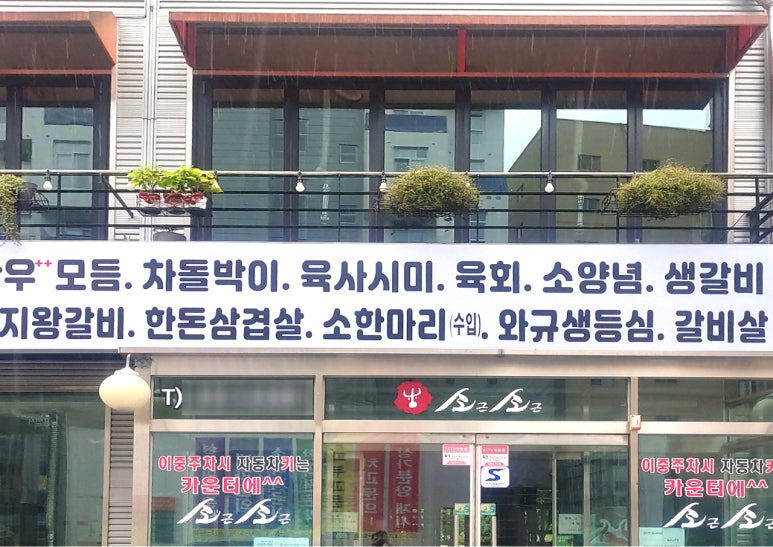 우++ 모듬. 차돌박이. 육사시미. 육회. 소양념. 생갈비
지왕갈비. 한돈삼겹살. 소한마리(수입). 와규생등심. 갈비살
T)
소근소근
이중주차시 자동차키는
카운터에^^
소근소근
이중주차시 자동차키
카운터에^^
소근소